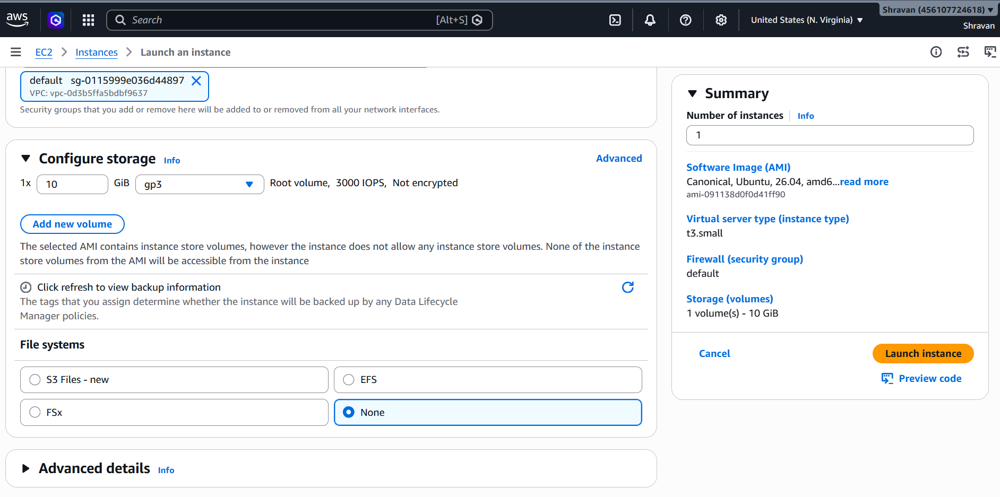 aws
Search [Alt+S]
United States (N. Virginia) ▼
Shravan (456107724618) ▼
Shravan
EC2 > Instances > Launch an instance
default sg-0115999e036d44897
VPC: vpc-0d3b5ffa5bdbf9637
Security groups that you add or remove here will be added to or removed from all your network interfaces.
Configure storage Info
Advanced
1x 10 GiB gp3 Root volume, 3000 IOPS, Not encrypted
Add new volume
The selected AMI contains instance store volumes, however the instance does not allow any instance store volumes. None of the instance
store volumes from the AMI will be accessible from the instance
Click refresh to view backup information
The tags that you assign determine whether the instance will be backed up by any Data Lifecycle
Manager policies.
File systems
S3 Files - new
EFS
FSx
None
Advanced details Info
Summary
Number of instances Info
1
Software Image (AMI)
Canonical, Ubuntu, 26.04, amd6...read more
ami-091138d0f0d41ff90
Virtual server type (instance type)
t3.small
Firewall (security group)
default
Storage (volumes)
1 volume(s) - 10 GiB
Cancel
Launch instance
Preview code